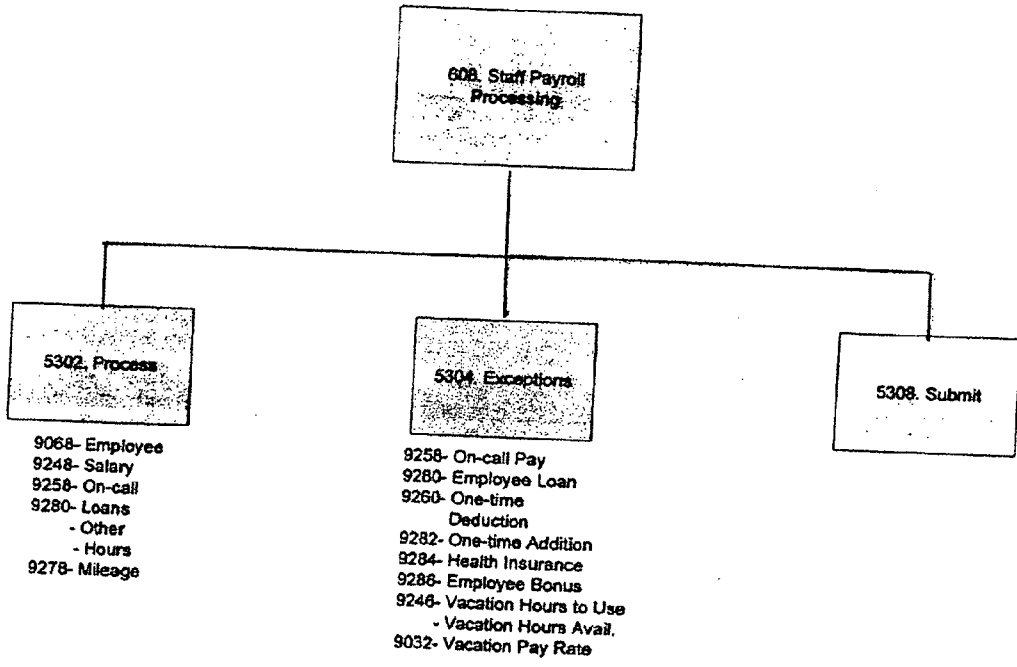 608. Staff Payroll
Processing
5302. Process
5304. Exceptions
5308. Submit
9068- Employee
9248- Salary
9258- On-call
9280- Loans
- Other
- Hours
9278- Mileage
9258- On-call Pay
9280- Employee Loan
9260- One-time
Deduction
9282- One-time Addition
9284- Health Insurance
9286- Employee Bonus
9246- Vacation Hours to Use
- Vacation Hours Avail.
9032- Vacation Pay Rate